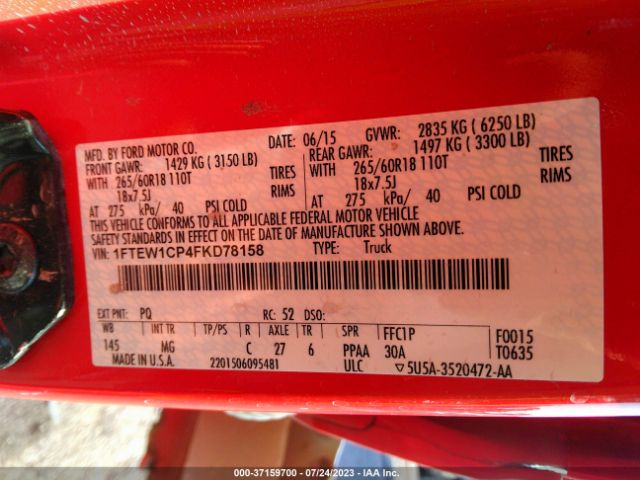 MFD. BY FORD MOTOR CO.
DATE: 06/15 GVWR: 2835 KG ( 6250 LB)
FRONT GAWR: 1429 KG ( 3150 LB)
REAR GAWR: 1497 KG ( 3300 LB)
WITH 265/60R18 110T TIRES
WITH 265/60R18 110T TIRES
18x7.5J RIMS
18x7.5J RIMS
AT 275 kPa/ 40 PSI COLD
AT 275 kPa/ 40 PSI COLD
THIS VEHICLE CONFORMS TO ALL APPLICABLE FEDERAL MOTOR VEHICLE
SAFETY STANDARDS IN EFFECT ON THE DATE OF MANUFACTURE SHOWN ABOVE.
VIN: 1FTEW1CP4FKD78158 TYPE: Truck
EXT PNT: PQ RC: 52 DSO:
WB INT TR TP/PS R AXLE TR SPR FFC1P F0015
145 MG C 27 6 PPAA 30A T0635
MADE IN U.S.A. 2201506095481 ULC ▽5U5A-3520472-AA
000-37159700 - 07/24/2023 - IAA Inc.